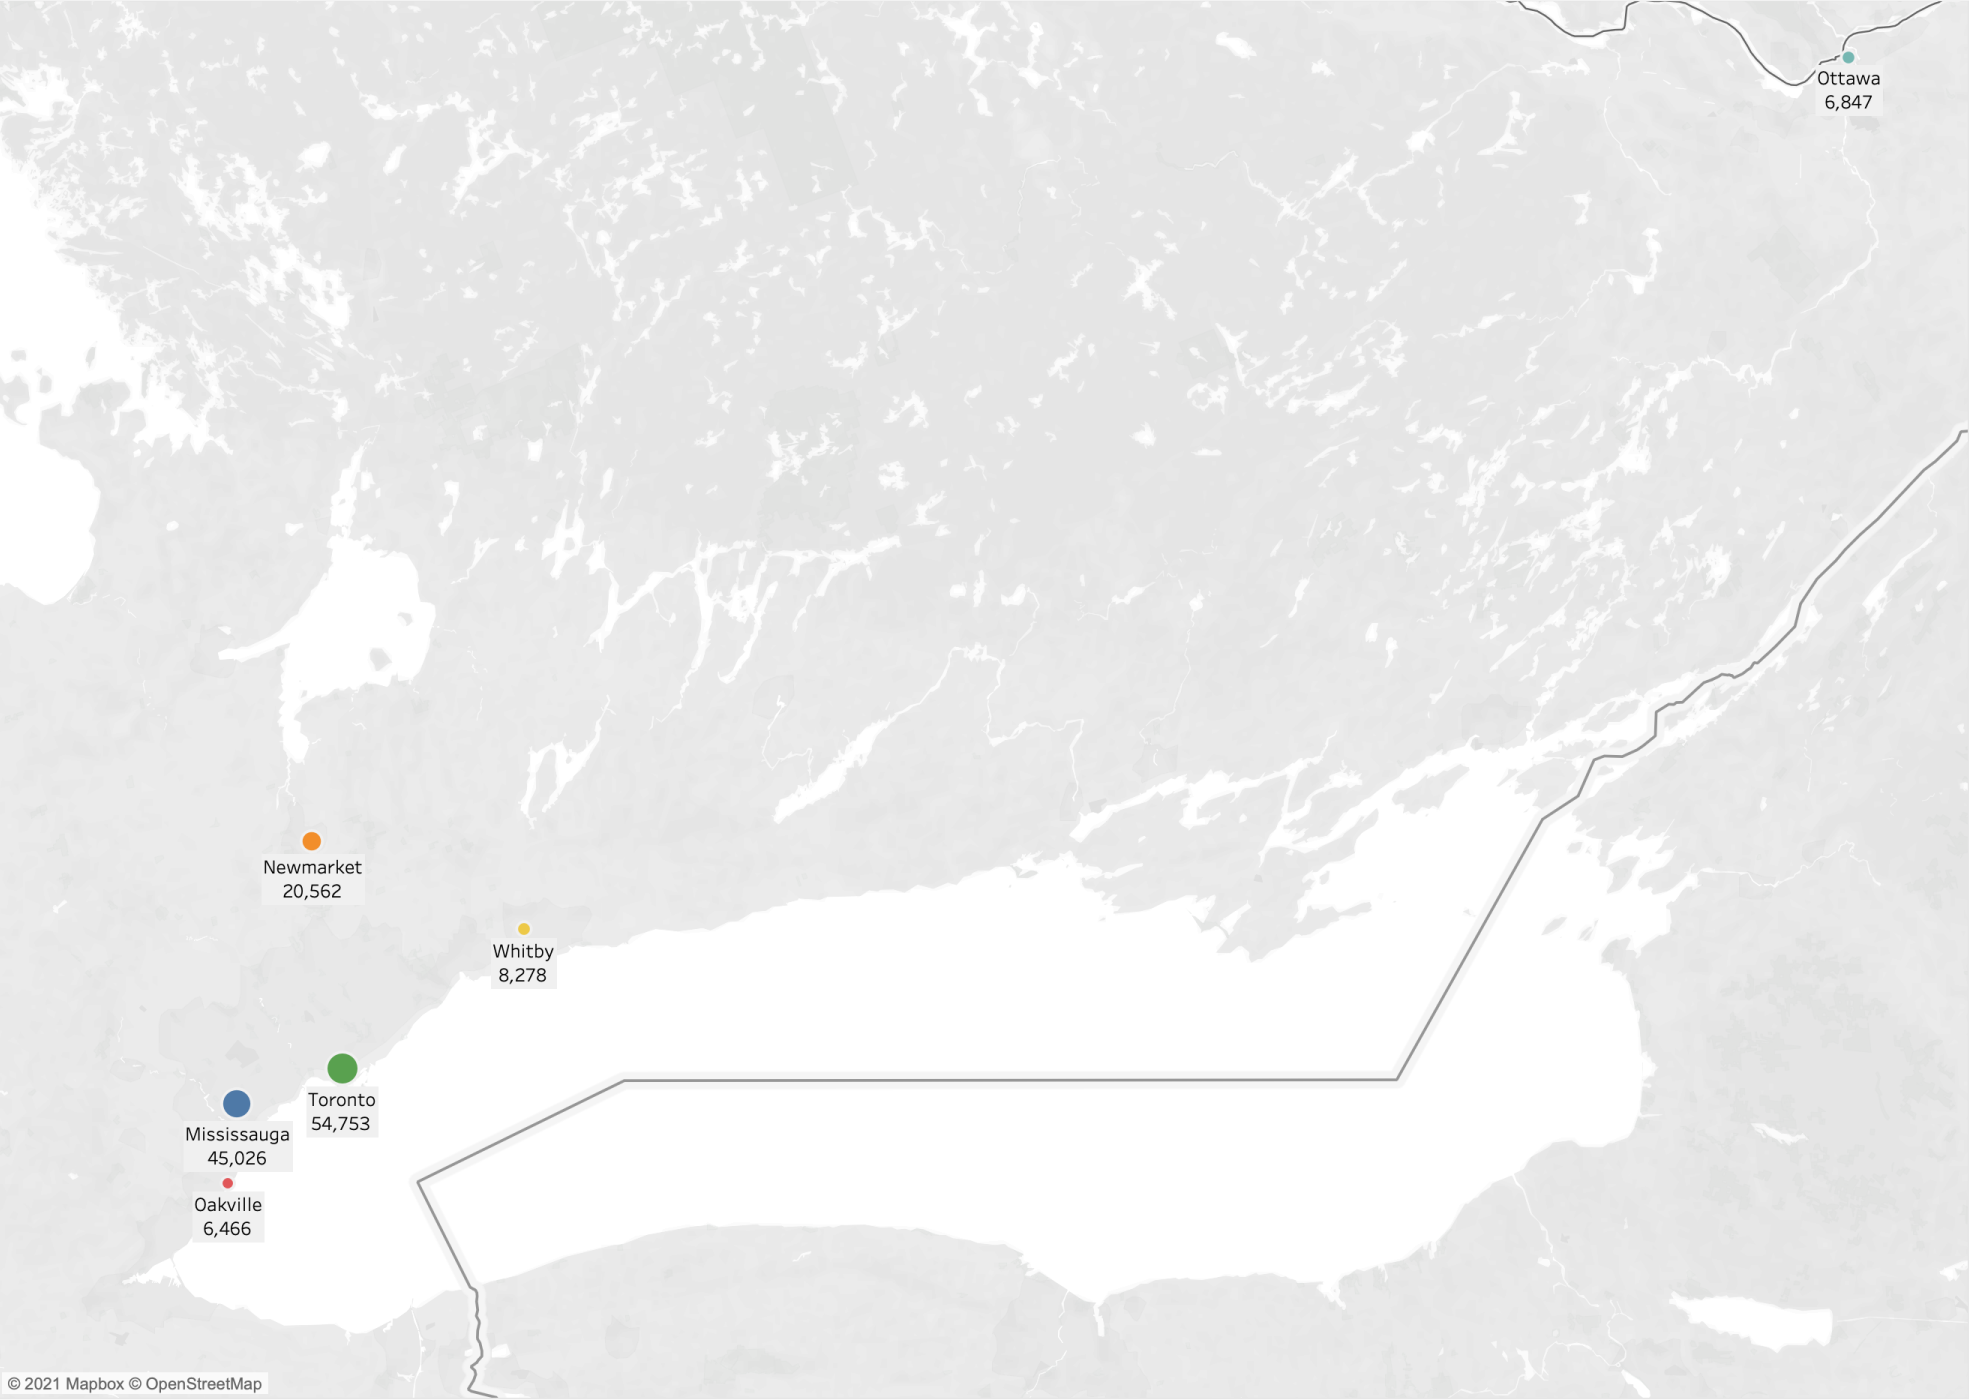 Ottawa
6,847
Newmarket
20,562
Whitby
8,278
Toronto
54,753
Mississauga
45,026
Oakville
6,466
© 2021 Mapbox © OpenStreetMap